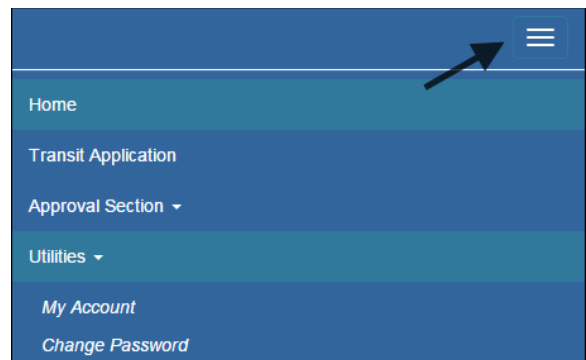 Home
Transit Application
Approval Section
Utilities
My Account
Change Password